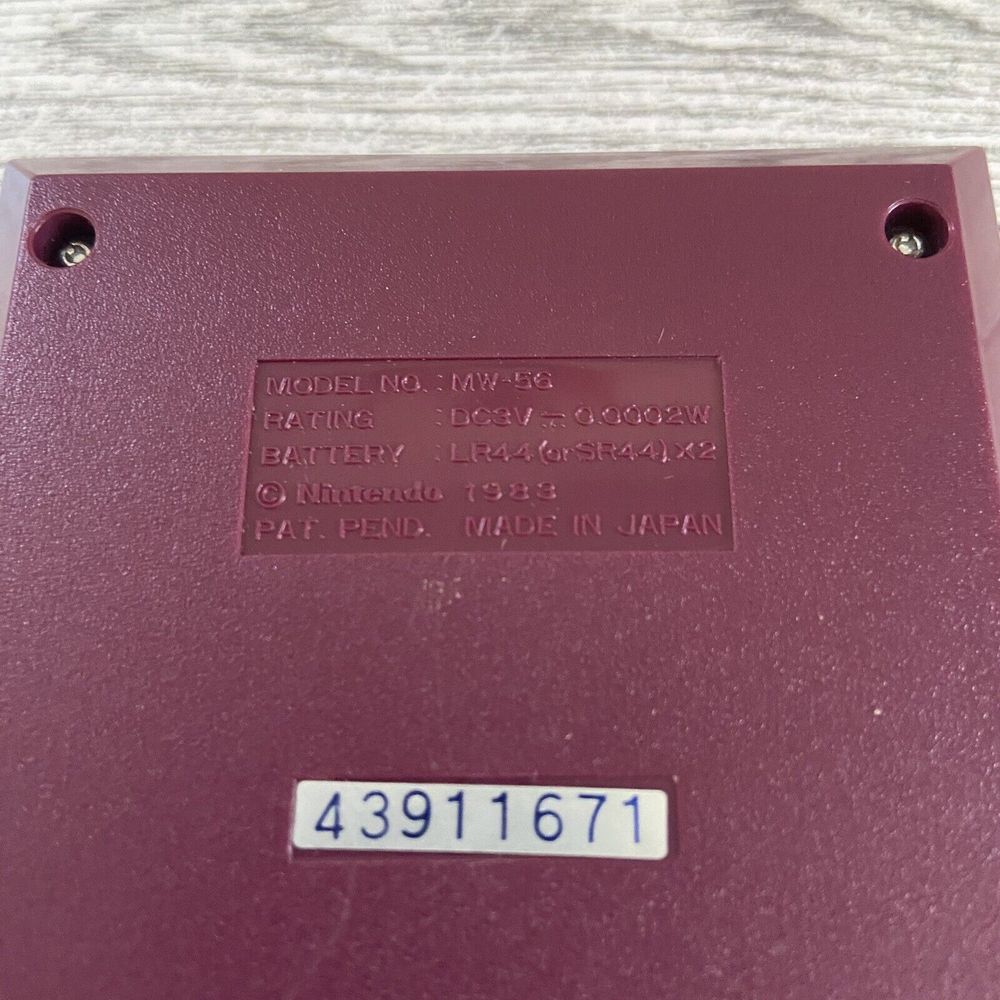 MODEL NO. : MW-56
RATING : DC3V ⎓ 0.0002W
BATTERY : LR44 (or SR44) X2
© Nintendo 1983
PAT. PEND. MADE IN JAPAN
43911671